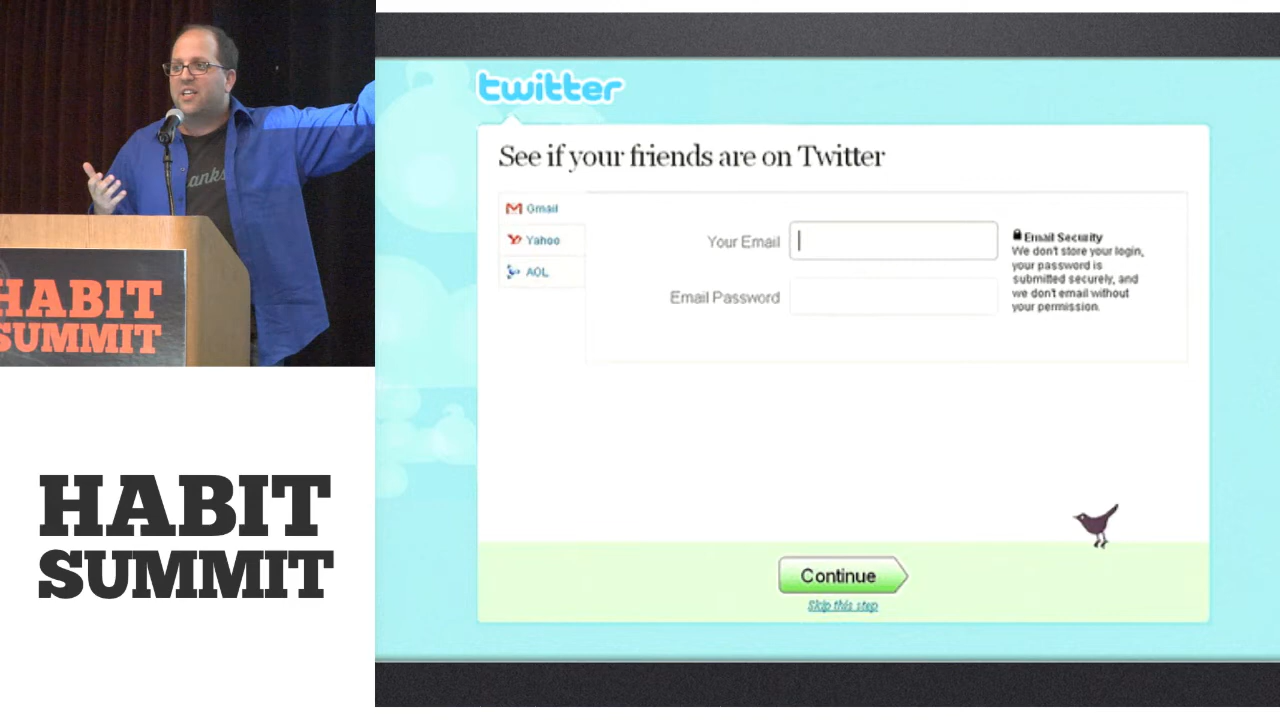 anks
HABIT
SUMMIT
HABIT
SUMMIT
twitter
See if your friends are on Twitter
Gmail
Yahoo
AOL
Your Email
Email Password
Email Security
We don't store your login,
your password is
submitted securely, and
we don't email without
your permission.
Continue
Skip this step